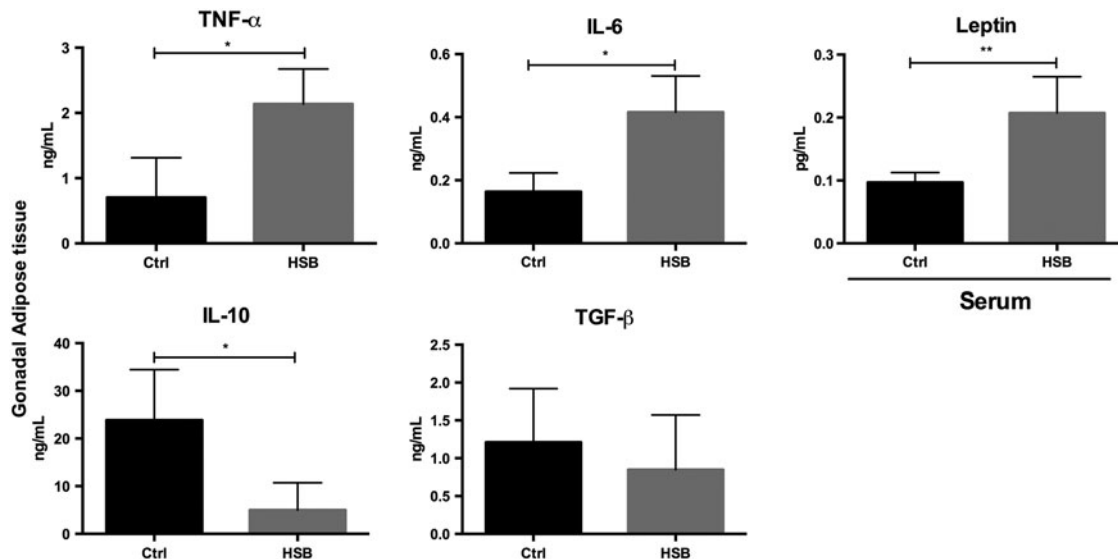 Gonadal Adipose tissue
TNF-α
*
ng/mL
3
2
1
0
Ctrl HSB
IL-6
*
ng/mL
0.6
0.4
0.2
0.0
Ctrl HSB
Leptin
**
pg/mL
0.3
0.2
0.1
0.0
Ctrl HSB
Serum
IL-10
*
ng/mL
40
30
20
10
0
Ctrl HSB
TGF-β
ng/mL
2.5
2.0
1.5
1.0
0.5
0.0
Ctrl HSB